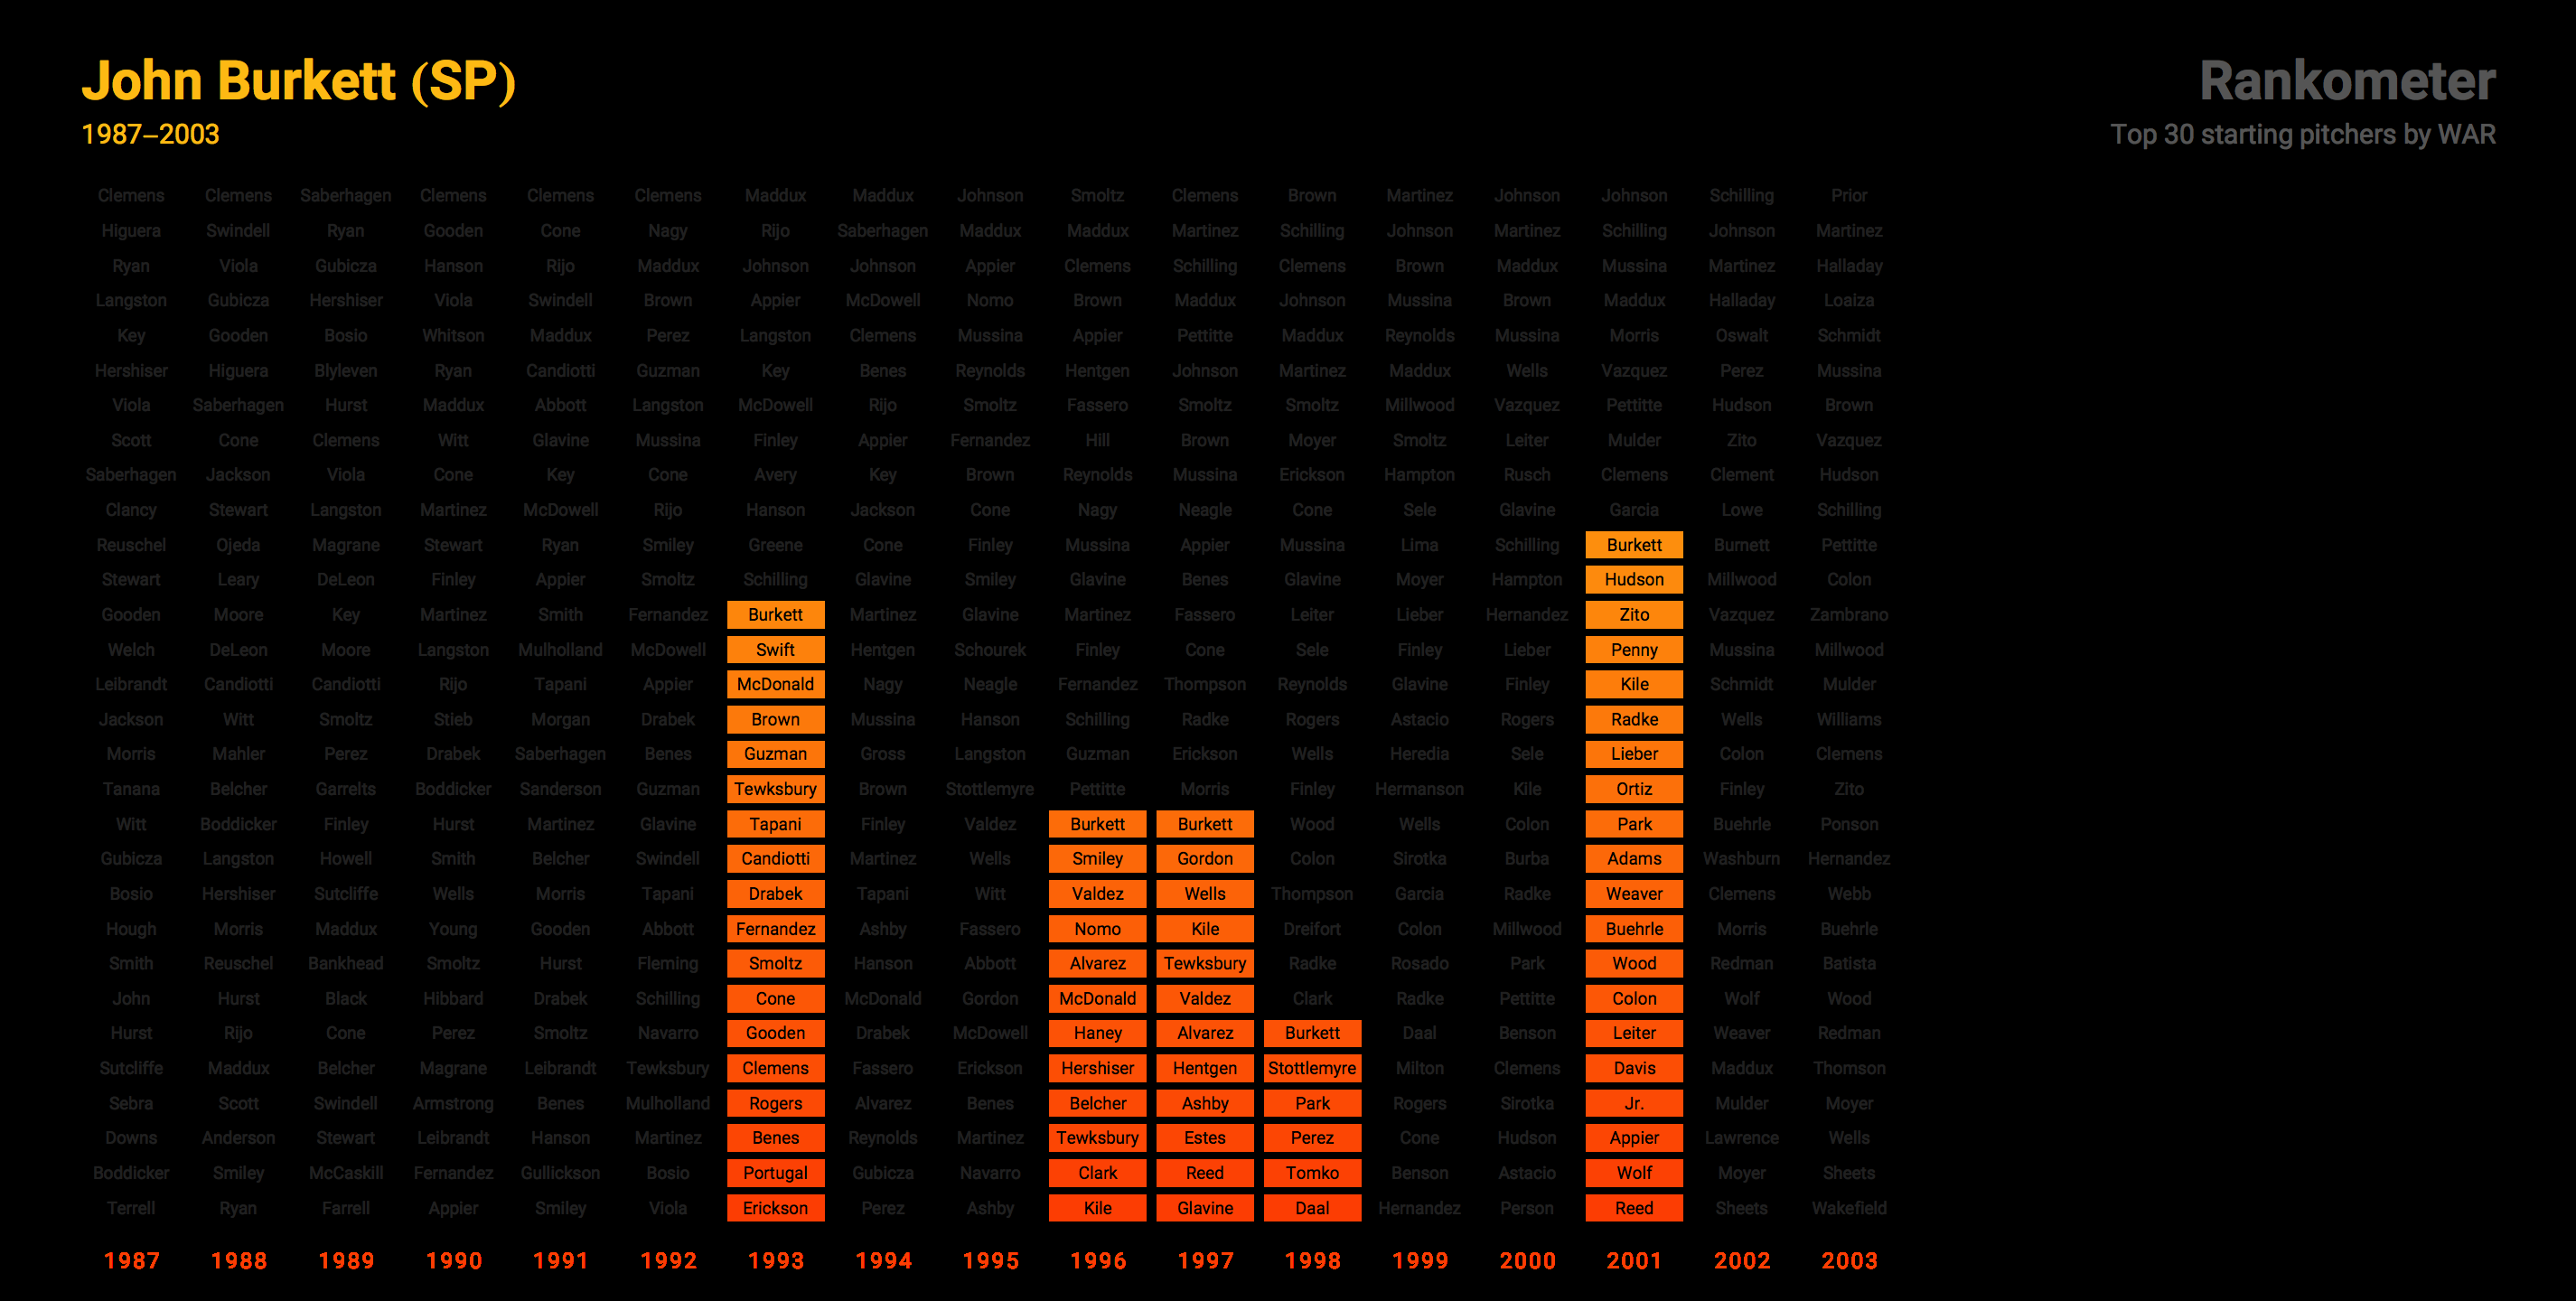 John Burkett (SP)
1987–2003
Rankometer
Top 30 starting pitchers by WAR
Clemens Clemens Saberhagen Clemens Clemens Clemens Maddux Maddux Johnson Smoltz Clemens Brown Martinez Johnson Johnson Schilling Prior
Higuera Swindell Ryan Gooden Cone Nagy Rijo Saberhagen Maddux Maddux Martinez Schilling Johnson Martinez Schilling Johnson Martinez
Ryan Viola Gubicza Hanson Rijo Maddux Johnson Johnson Appier Clemens Schilling Clemens Brown Maddux Mussina Martinez Halladay
Langston Gubicza Hershiser Viola Swindell Brown Appier McDowell Nomo Brown Maddux Johnson Mussina Brown Maddux Halladay Loaiza
Key Gooden Bosio Whitson Maddux Perez Langston Clemens Mussina Appier Pettitte Maddux Reynolds Mussina Morris Oswalt Schmidt
Hershiser Higuera Blyleven Ryan Candiotti Guzman Key Benes Reynolds Hentgen Johnson Martinez Maddux Wells Vazquez Perez Mussina
Viola Saberhagen Hurst Maddux Abbott Langston McDowell Rijo Smoltz Fassero Smoltz Smoltz Millwood Vazquez Pettitte Hudson Brown
Scott Cone Clemens Witt Glavine Mussina Finley Appier Fernandez Hill Brown Moyer Smoltz Leiter Mulder Zito Vazquez
Saberhagen Jackson Viola Cone Key Cone Avery Key Brown Reynolds Mussina Erickson Hampton Rusch Clemens Clement Hudson
Clancy Stewart Langston Martinez McDowell Rijo Hanson Jackson Cone Nagy Neagle Cone Sele Glavine Garcia Lowe Schilling
Reuschel Ojeda Magrane Stewart Ryan Smiley Greene Cone Finley Mussina Appier Mussina Lima Schilling Burkett Burnett Pettitte
Stewart Leary DeLeon Finley Appier Smoltz Schilling Glavine Smiley Glavine Benes Glavine Moyer Hampton Hudson Millwood Colon
Gooden Moore Key Martinez Smith Fernandez Burkett Martinez Glavine Martinez Fassero Leiter Lieber Hernandez Zito Vazquez Zambrano
Welch DeLeon Moore Langston Mulholland McDowell Swift Hentgen Schourek Finley Cone Sele Finley Lieber Penny Mussina Millwood
Leibrandt Candiotti Candiotti Rijo Tapani Appier McDonald Nagy Neagle Fernandez Thompson Reynolds Glavine Finley Kile Schmidt Mulder
Jackson Witt Smoltz Stieb Morgan Drabek Brown Mussina Hanson Schilling Radke Rogers Astacio Rogers Radke Wells Williams
Morris Mahler Perez Drabek Saberhagen Benes Guzman Gross Langston Guzman Erickson Wells Heredia Sele Lieber Colon Clemens
Tanana Belcher Garrelts Boddicker Sanderson Guzman Tewksbury Brown Stottlemyre Pettitte Morris Finley Hermanson Kile Ortiz Finley Zito
Witt Boddicker Finley Hurst Martinez Glavine Tapani Finley Valdez Burkett Burkett Wood Wells Colon Park Buehrle Ponson
Gubicza Langston Howell Smith Belcher Swindell Candiotti Martinez Wells Smiley Gordon Colon Sirotka Burba Adams Washburn Hernandez
Bosio Hershiser Sutcliffe Wells Morris Tapani Drabek Tapani Witt Valdez Wells Thompson Garcia Radke Weaver Clemens Webb
Hough Morris Maddux Young Gooden Abbott Fernandez Ashby Fassero Nomo Kile Dreifort Colon Millwood Buehrle Morris Buehrle
Smith Reuschel Bankhead Smoltz Hurst Fleming Smoltz Hanson Abbott Alvarez Tewksbury Radke Rosado Park Wood Redman Batista
John Hurst Black Hibbard Drabek Schilling Cone McDonald Gordon McDonald Valdez Clark Radke Pettitte Colon Wolf Wood
Hurst Rijo Cone Perez Smoltz Navarro Gooden Drabek McDowell Haney Alvarez Burkett Daal Benson Leiter Weaver Redman
Sutcliffe Maddux Belcher Magrane Leibrandt Tewksbury Clemens Fassero Erickson Hershiser Hentgen Stottlemyre Milton Clemens Davis Maddux Thomson
Sebra Scott Swindell Armstrong Benes Mulholland Rogers Alvarez Benes Belcher Ashby Park Rogers Sirotka Jr. Mulder Moyer
Downs Anderson Stewart Leibrandt Hanson Martinez Benes Reynolds Martinez Tewksbury Estes Perez Cone Hudson Appier Lawrence Wells
Boddicker Smiley McCaskill Fernandez Gullickson Bosio Portugal Gubicza Navarro Clark Reed Tomko Benson Astacio Wolf Moyer Sheets
Terrell Ryan Farrell Appier Smiley Viola Erickson Perez Ashby Kile Glavine Daal Hernandez Person Reed Sheets Wakefield
1987 1988 1989 1990 1991 1992 1993 1994 1995 1996 1997 1998 1999 2000 2001 2002 2003